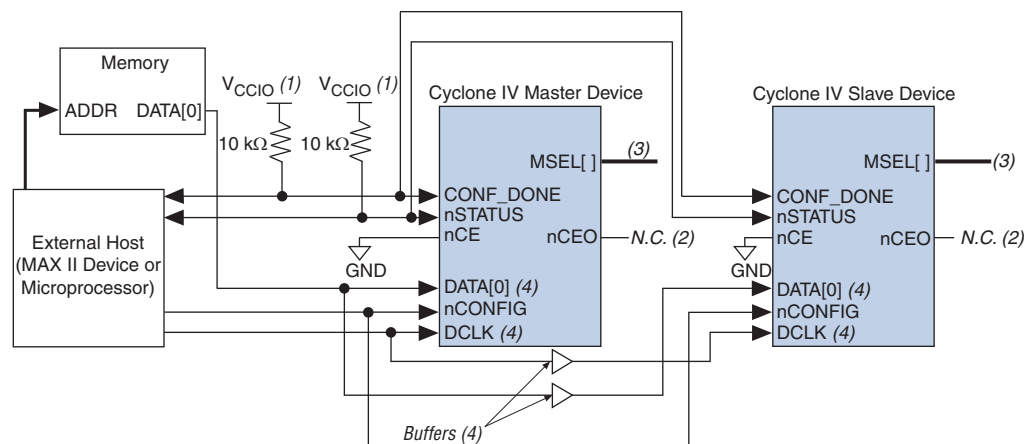 Memory
ADDR DATA[0]
VCCIO (1)
VCCIO (1)
10 kΩ
10 kΩ
External Host
(MAX II Device or
Microprocessor)
Cyclone IV Master Device
MSEL[ ]
(3)
CONF_DONE
nSTATUS
nCE
nCEO
N.C. (2)
GND
DATA[0] (4)
nCONFIG
DCLK (4)
Cyclone IV Slave Device
MSEL[ ]
(3)
CONF_DONE
nSTATUS
nCE
nCEO
N.C. (2)
GND
DATA[0] (4)
nCONFIG
DCLK (4)
Buffers (4)